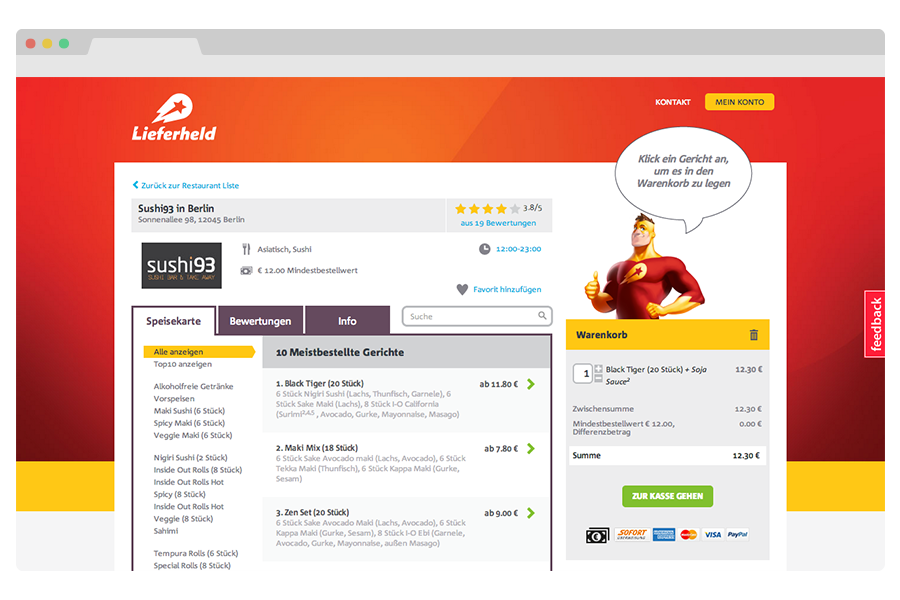 Lieferheld
KONTAKT
MEIN KONTO
Klick ein Gericht an,
um es in den
Warenkorb zu legen
Zurück zur Restaurant Liste
Sushi93 in Berlin
Sonnenallee 98, 12045 Berlin
3.8/5
aus 19 Bewertungen
sushi93
SUSHI BAR & TAKE AWAY
Asiatisch, Sushi
€ 12.00 Mindestbestellwert
12:00-23:00
Favorit hinzufügen
Speisekarte
Bewertungen
Info
Suche
Alle anzeigen
Top10 anzeigen
Alkoholfreie Getränke
Vorspeisen
Maki Sushi (6 Stück)
Spicy Maki (6 Stück)
Veggie Maki (6 Stück)
Nigiri Sushi (2 Stück)
Inside Out Rolls (8 Stück)
Inside Out Rolls Hot
Spicy (8 Stück)
Inside Out Rolls Hot
Veggie (8 Stück)
Sahimi
Tempura Rolls (6 Stück)
Special Rolls (8 Stück)
10 Meistbestellte Gerichte
1. Black Tiger (20 Stück)
ab 11.80 €
6 Stück Nigiri Sushi (Lachs, Thunfisch, Garnele), 6
Stück Sake Maki (Lachs), 8 Stück I-O California
(Surimi2,4,5 , Avocado, Gurke, Mayonnaise, Masago)
2. Maki Mix (18 Stück)
ab 7.80 €
6 Stück Sake Avocado maki (Lachs, Avocado), 6 Stück
Tekka Maki (Thunfisch), 6 Stück Kappa Maki (Gurke,
Sesam)
3. Zen Set (20 Stück)
ab 9.00 €
6 Stück Sake Avocado Maki (Lachs, Avocado), 6 Stück
Kappa Maki (Gurke, Sesam), 8 Stück I-O Ebi (Garnele,
Avocado, Gurke, Mayonnaise, außen Masago)
Warenkorb
1
Black Tiger (20 Stück) + Soja
Sauce2
12.30 €
Zwischensumme
12.30 €
Mindestbestellwert € 12.00,
Differenzbetrag
0.00 €
Summe
12.30 €
ZUR KASSE GEHEN
SOFORT
ÜBERWEISUNG
MasterCard
VISA
PayPal
feedback